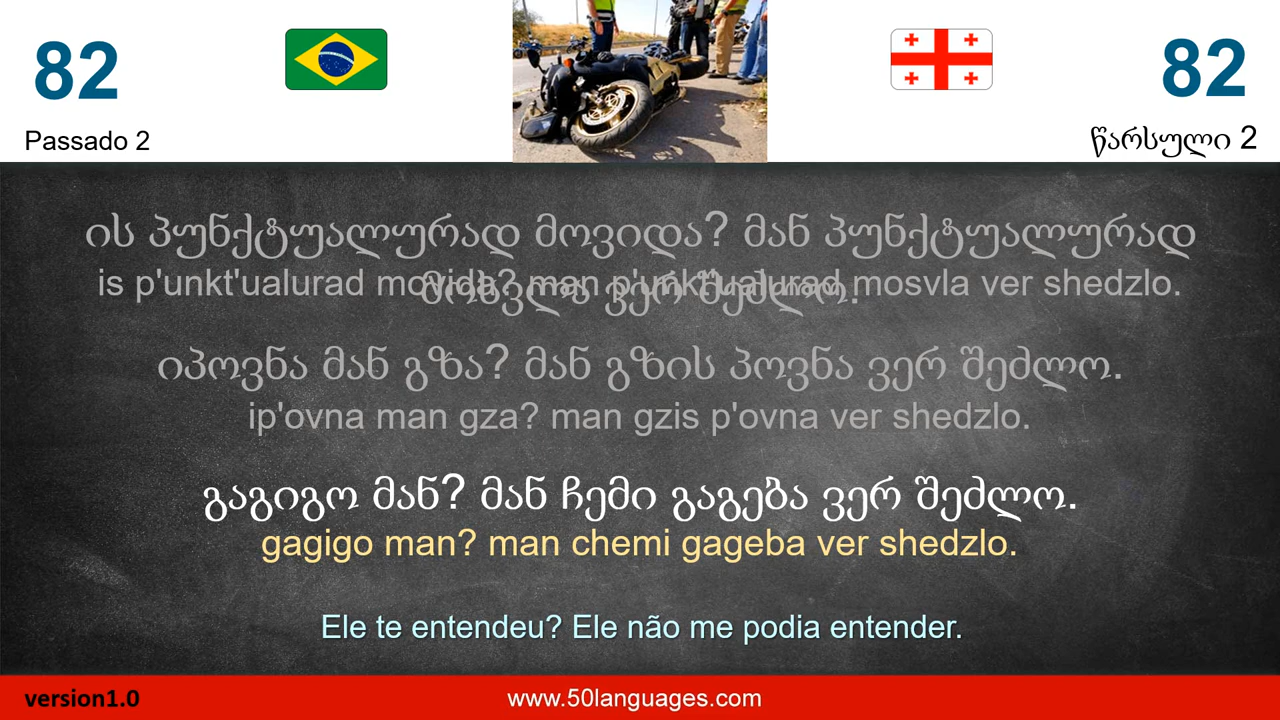 82
82
Passado 2
წარსული 2
ის პუნქტუალურად მოვიდა? მან პუნქტუალურად
მოსვლა ვერ შეძლო.
is p'unkt'ualurad movida? man p'unkt'ualurad mosvla ver shedzlo.
იპოვნა მან გზა? მან გზის პოვნა ვერ შეძლო.
ip'ovna man gza? man gzis p'ovna ver shedzlo.
გაგიგო მან? მან ჩემი გაგება ვერ შეძლო.
gagigo man? man chemi gageba ver shedzlo.
Ele te entendeu? Ele não me podia entender.
version1.0
www.50languages.com